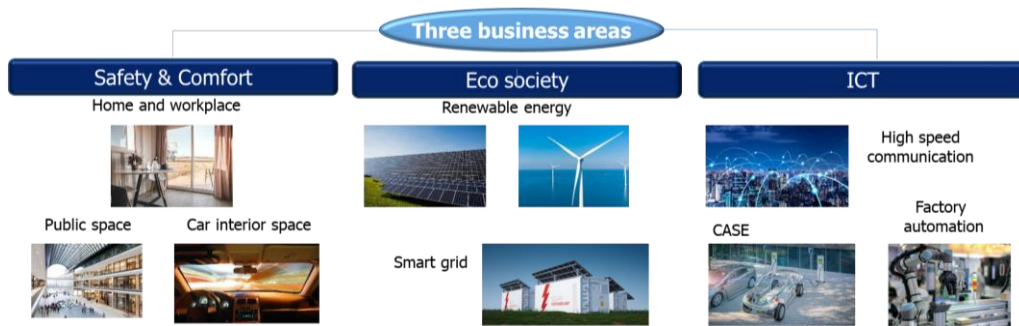 Three business areas
Safety & Comfort
Home and workplace
Public space
Car interior space
Eco society
Renewable energy
Smart grid
ICT
High speed
communication
CASE
Factory
automation